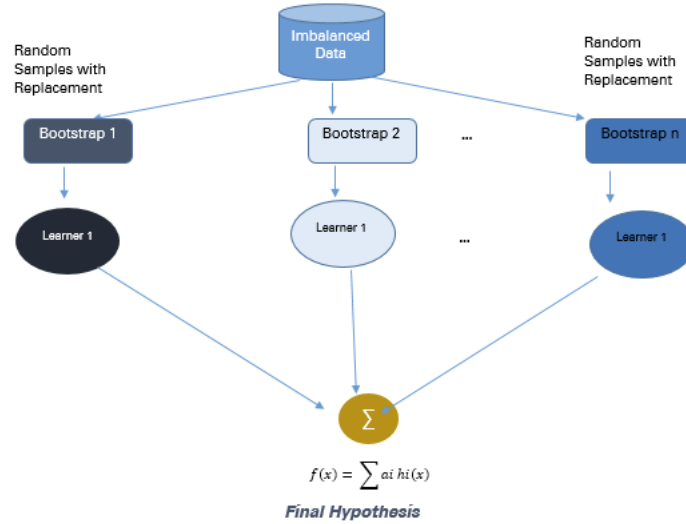 Imbalanced
Data
Random
Samples with
Replacement
Random
Samples with
Replacement
Bootstrap 1
Bootstrap 2
...
Bootstrap n
Learner 1
Learner 1
...
Learner 1
∑
f(x) = ∑ ai hi(x)
Final Hypothesis